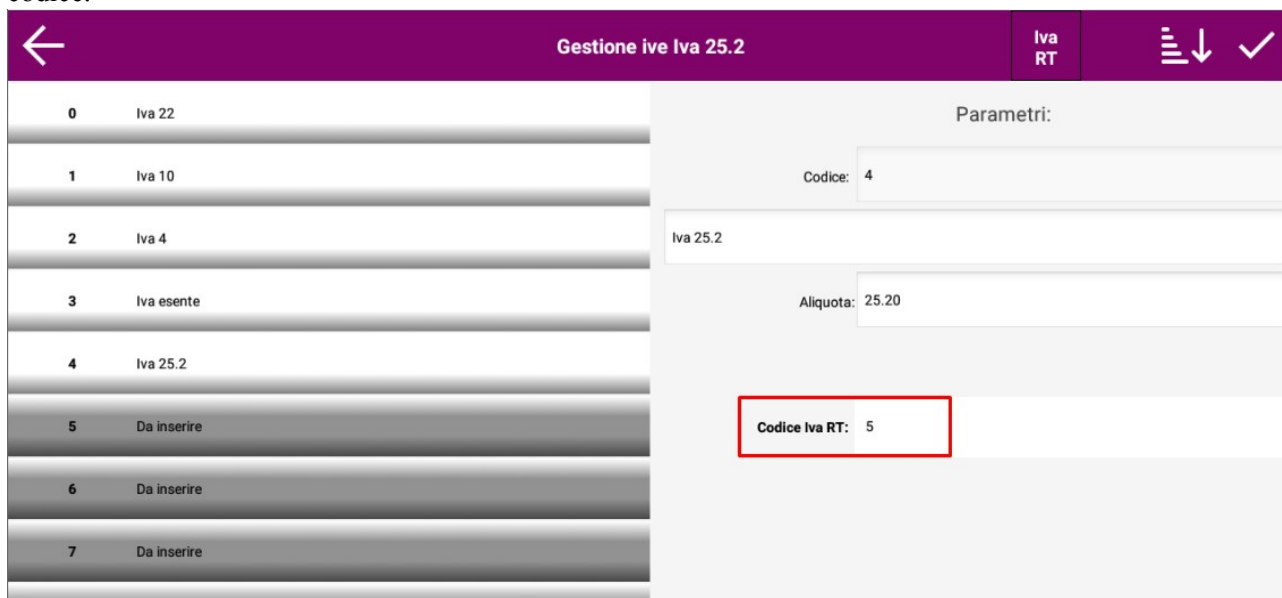 Gestione ive Iva 25.2
Iva
RT
0 Iva 22
1 Iva 10
2 Iva 4
3 Iva esente
4 Iva 25.2
5 Da inserire
6 Da inserire
7 Da inserire
Parametri:
Codice: 4
Iva 25.2
Aliquota: 25.20
Codice Iva RT: 5